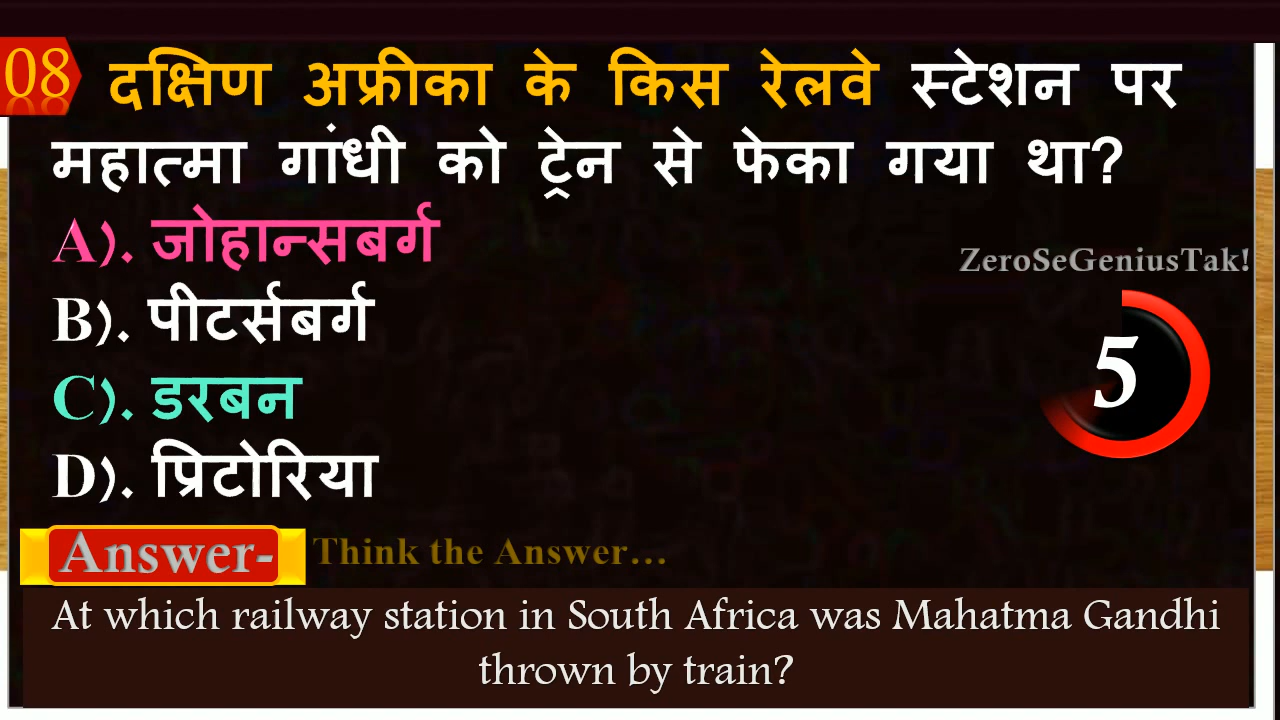 08 दक्षिण अफ्रीका के किस रेलवे स्टेशन पर
महात्मा गांधी को ट्रेन से फेका गया था?
A). जोहान्सबर्ग
ZeroSeGeniusTak!
B). पीटर्सबर्ग
5
C). डरबन
D). प्रिटोरिया
Answer- Think the Answer...
At which railway station in South Africa was Mahatma Gandhi
thrown by train?